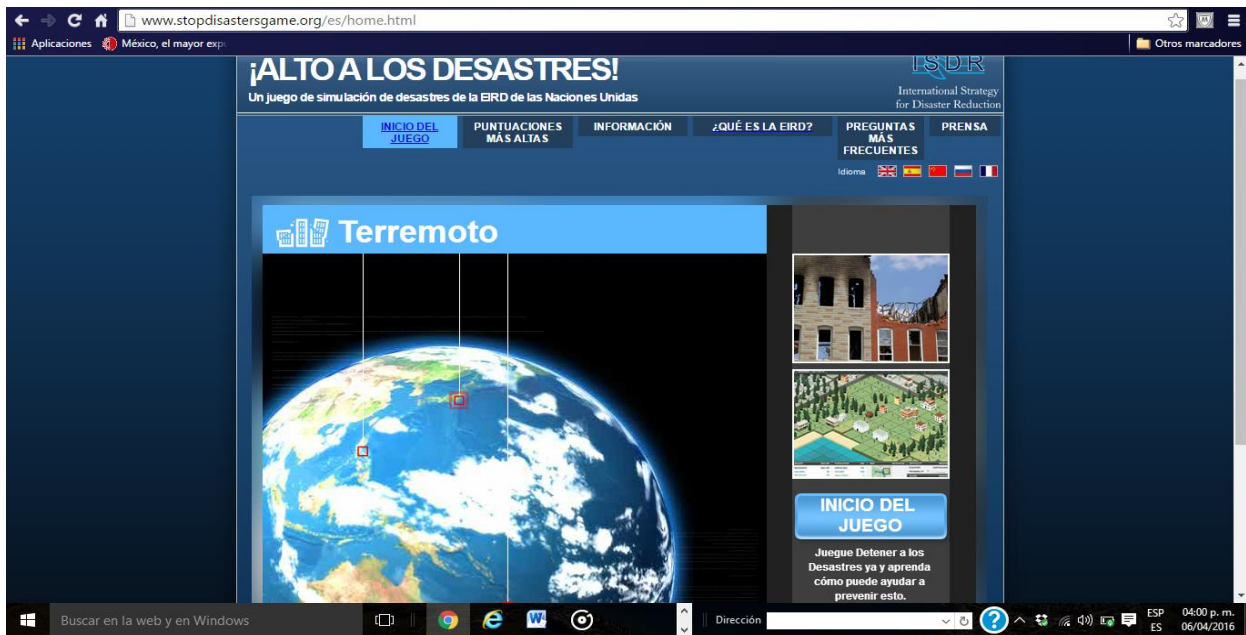 www.stopdisastersgame.org/es/home.html
Aplicaciones México, el mayor exp Otros marcadores
¡ALTO A LOS DESASTRES!
Un juego de simulación de desastres de la EIRD de las Naciones Unidas
ISDR
International Strategy
for Disaster Reduction
INICIO DEL
JUEGO
PUNTUACIONES
MÁS ALTAS
INFORMACIÓN
¿QUÉ ES LA EIRD?
PREGUNTAS
MÁS
FRECUENTES
PRENSA
Idioma
Terremoto
INICIO DEL
JUEGO
Juegue Detener a los
Desastres ya y aprenda
cómo puede ayudar a
prevenir esto.
Buscar en la web y en Windows
Dirección
ESP
ES
04:00 p. m.
06/04/2016